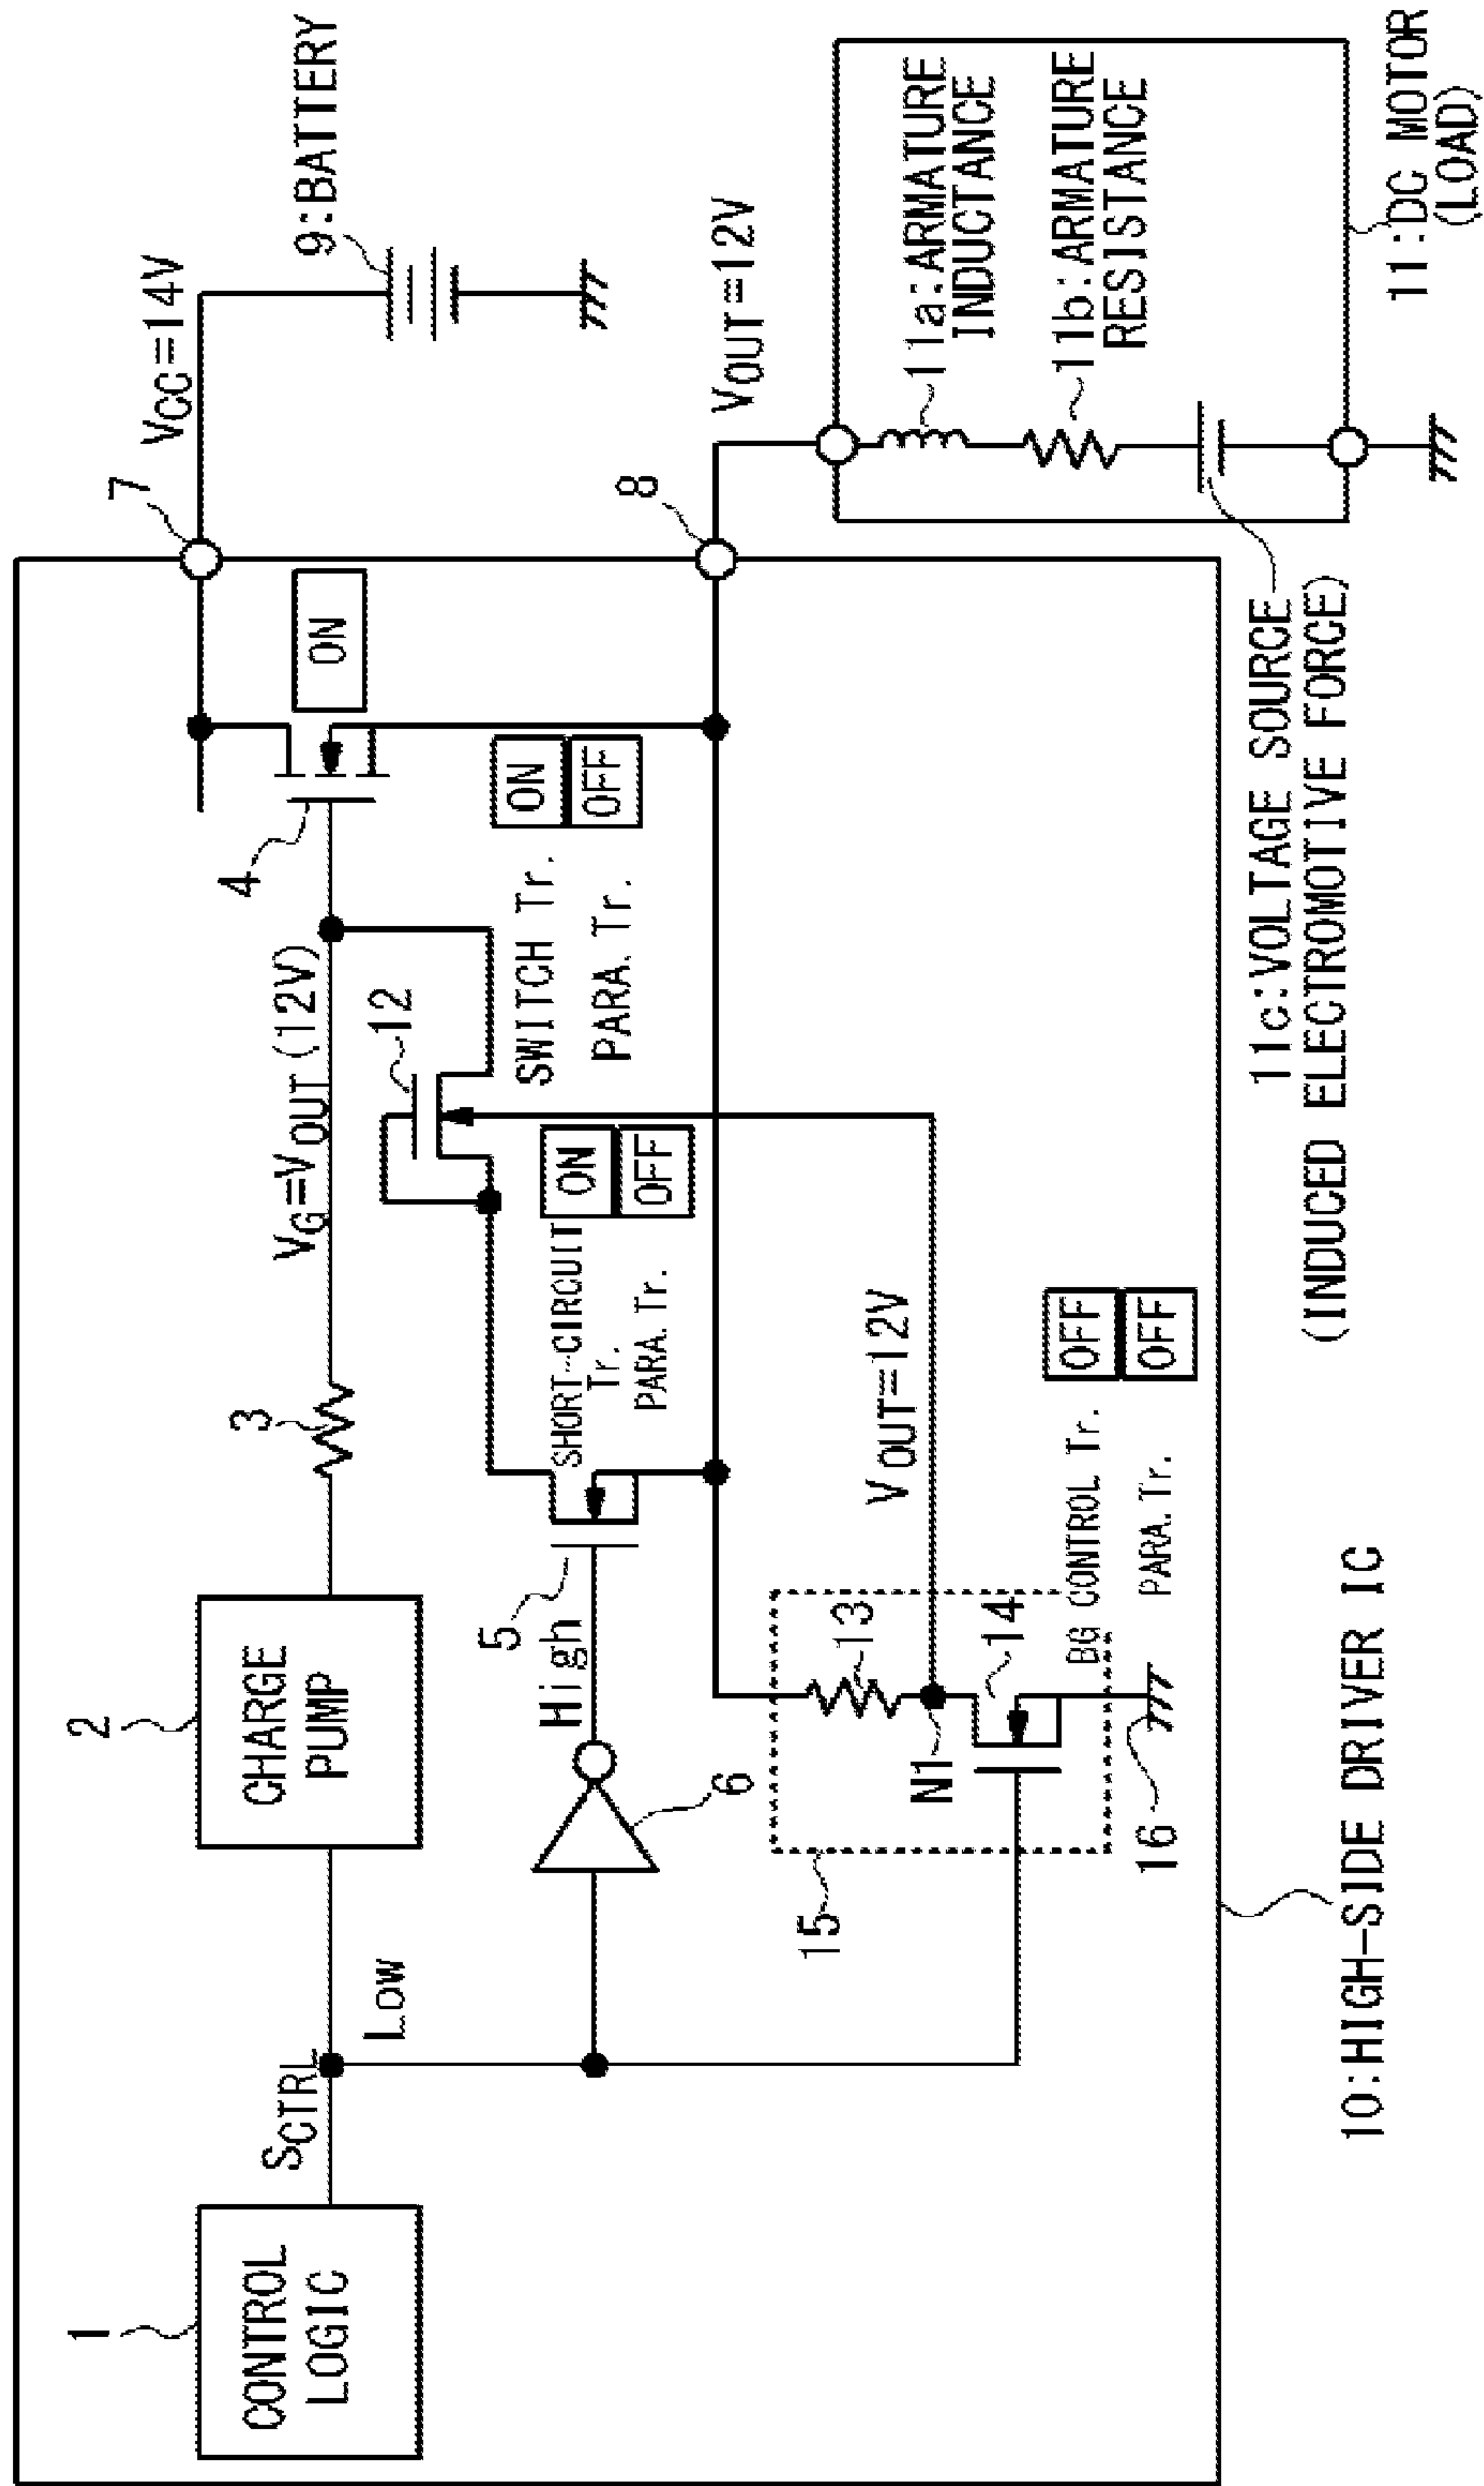 1
CONTROL
LOGIC
SCTRL
Low
2
CHARGE
PUMP
3
VG=VOUT(12V)
4
ON
7
VCC=14V
9:BATTERY
12
SWITCH Tr.
ON
PARA.Tr.
OFF
5
High
SHORT-CIRCUIT
Tr.
ON
PARA.Tr.
OFF
6
8
VOUT=12V
11a:ARMATURE
INDUCTANCE
11b:ARMATURE
RESISTANCE
15
13
N1
14
VOUT=12V
BG CONTROL Tr.
OFF
PARA.Tr.
OFF
16
11c:VOLTAGE SOURCE
(INDUCED ELECTROMOTIVE FORCE)
11:DC MOTOR
(LOAD)
10:HIGH-SIDE DRIVER IC